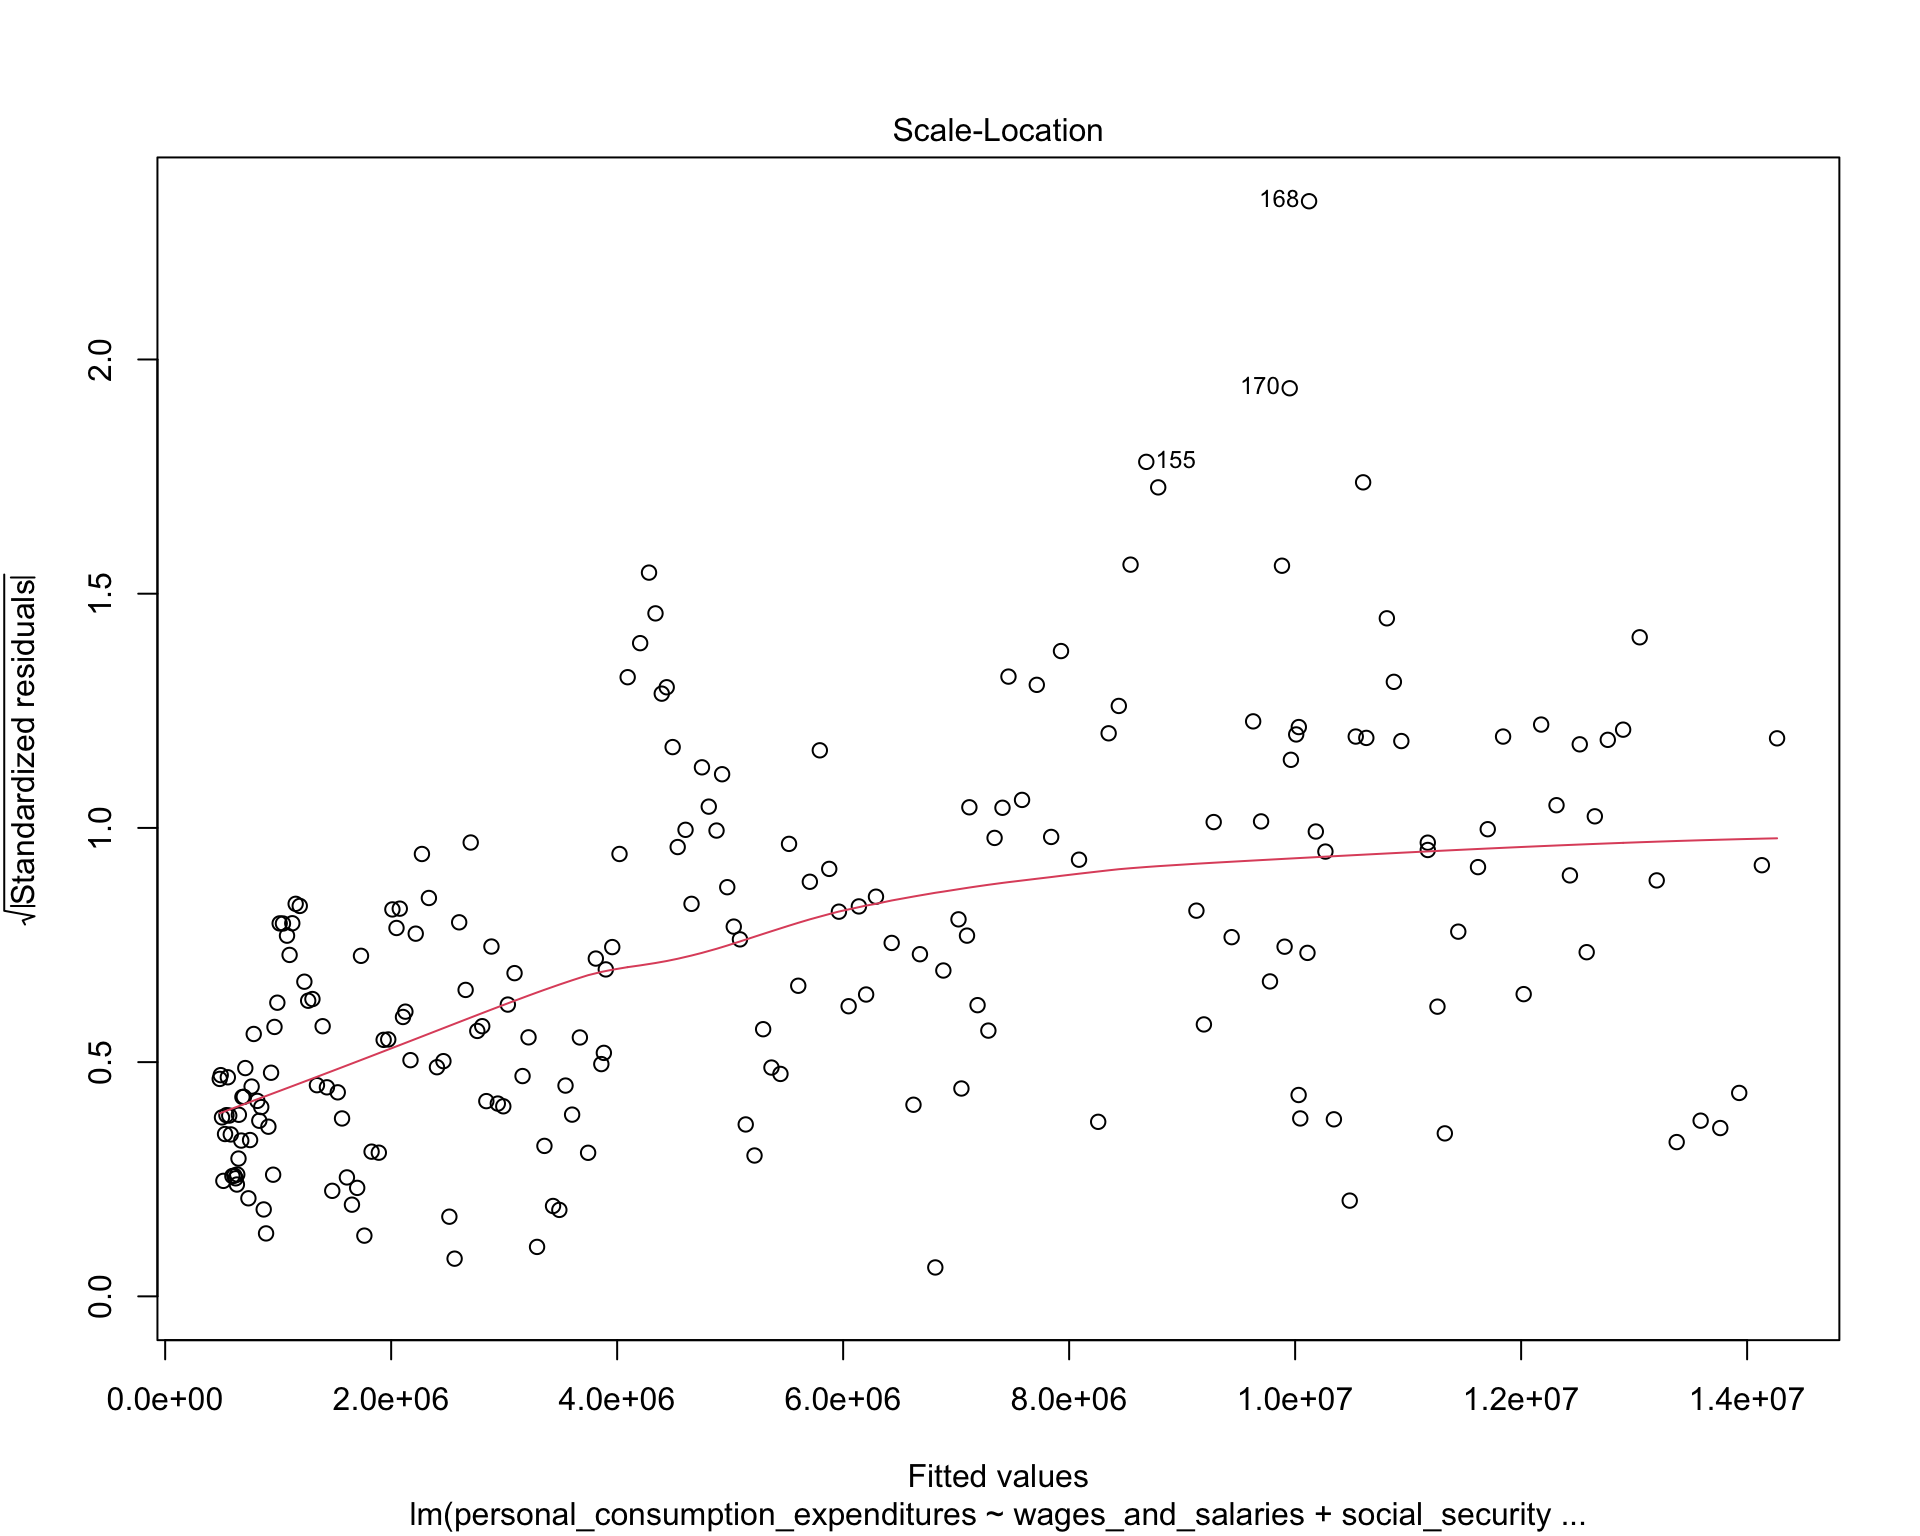 Scale-Location
168
170
155
2.0
1.5
1.0
0.5
0.0
√|Standardized residuals|
0.0e+00 2.0e+06 4.0e+06 6.0e+06 8.0e+06 1.0e+07 1.2e+07 1.4e+07
Fitted values
lm(personal_consumption_expenditures ~ wages_and_salaries + social_security ...